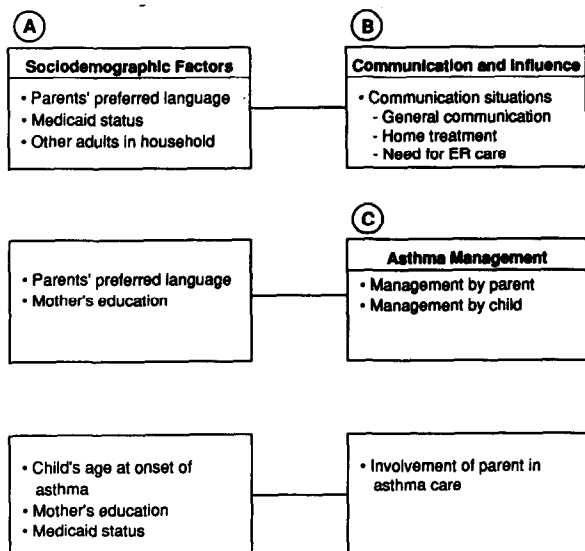 A
B
Sociodemographic Factors
• Parents' preferred language
• Medicaid status
• Other adults in household
Communication and Influence
• Communication situations
- General communication
- Home treatment
- Need for ER care
• Parents' preferred language
• Mother's education
C
Asthma Management
• Management by parent
• Management by child
• Child's age at onset of
asthma
• Mother's education
• Medicaid status
• Involvement of parent in
asthma care